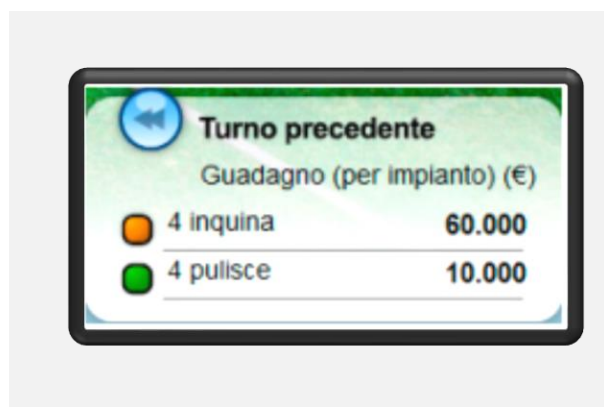 Turno precedente
Guadagno (per impianto) (€)
4 inquina 60.000
4 pulisce 10.000